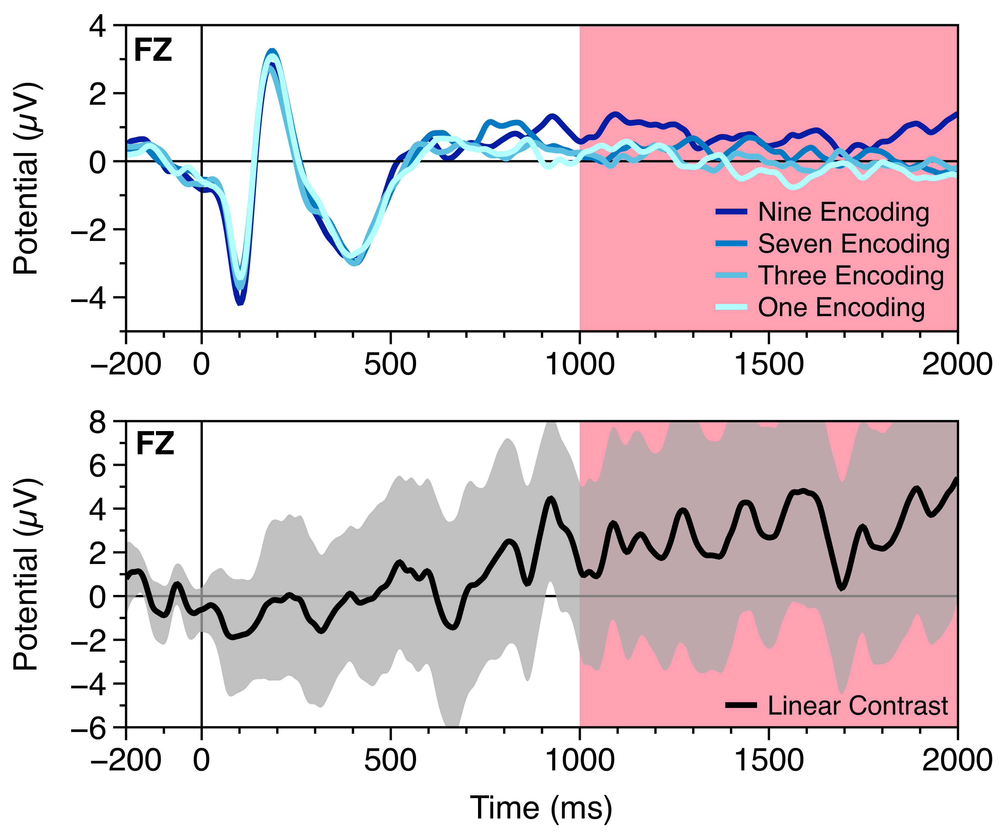 4
FZ
2
0
−2
−4
Potential (µV)
Nine Encoding
Seven Encoding
Three Encoding
One Encoding
−200 0 500 1000 1500 2000
8
FZ
6
4
2
0
−2
−4
−6
Potential (µV)
Linear Contrast
−200 0 500 1000 1500 2000
Time (ms)